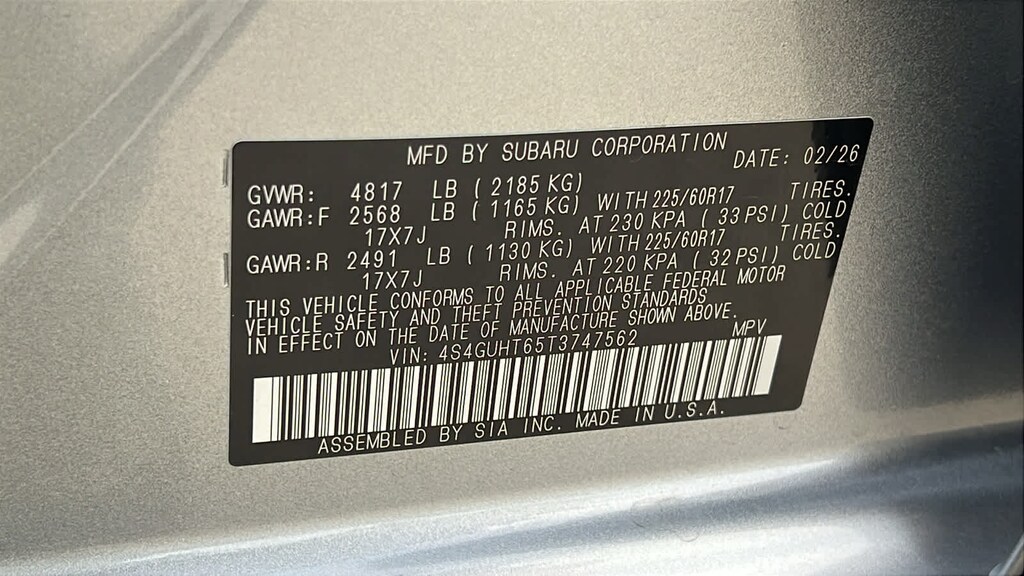 MFD BY SUBARU CORPORATION DATE: 02/26
GVWR: 4817 LB (2185 KG)
GAWR:F 2568 LB (1165 KG) WITH 225/60R17 TIRES.
17X7J RIMS. AT 230 KPA (33 PSI) COLD
GAWR:R 2491 LB (1130 KG) WITH 225/60R17 TIRES.
17X7J RIMS. AT 220 KPA (32 PSI) COLD
THIS VEHICLE CONFORMS TO ALL APPLICABLE FEDERAL MOTOR
VEHICLE SAFETY AND THEFT PREVENTION STANDARDS
IN EFFECT ON THE DATE OF MANUFACTURE SHOWN ABOVE.
VIN: 4S4GUHT65T3747562 MPV
ASSEMBLED BY SIA INC. MADE IN U.S.A.